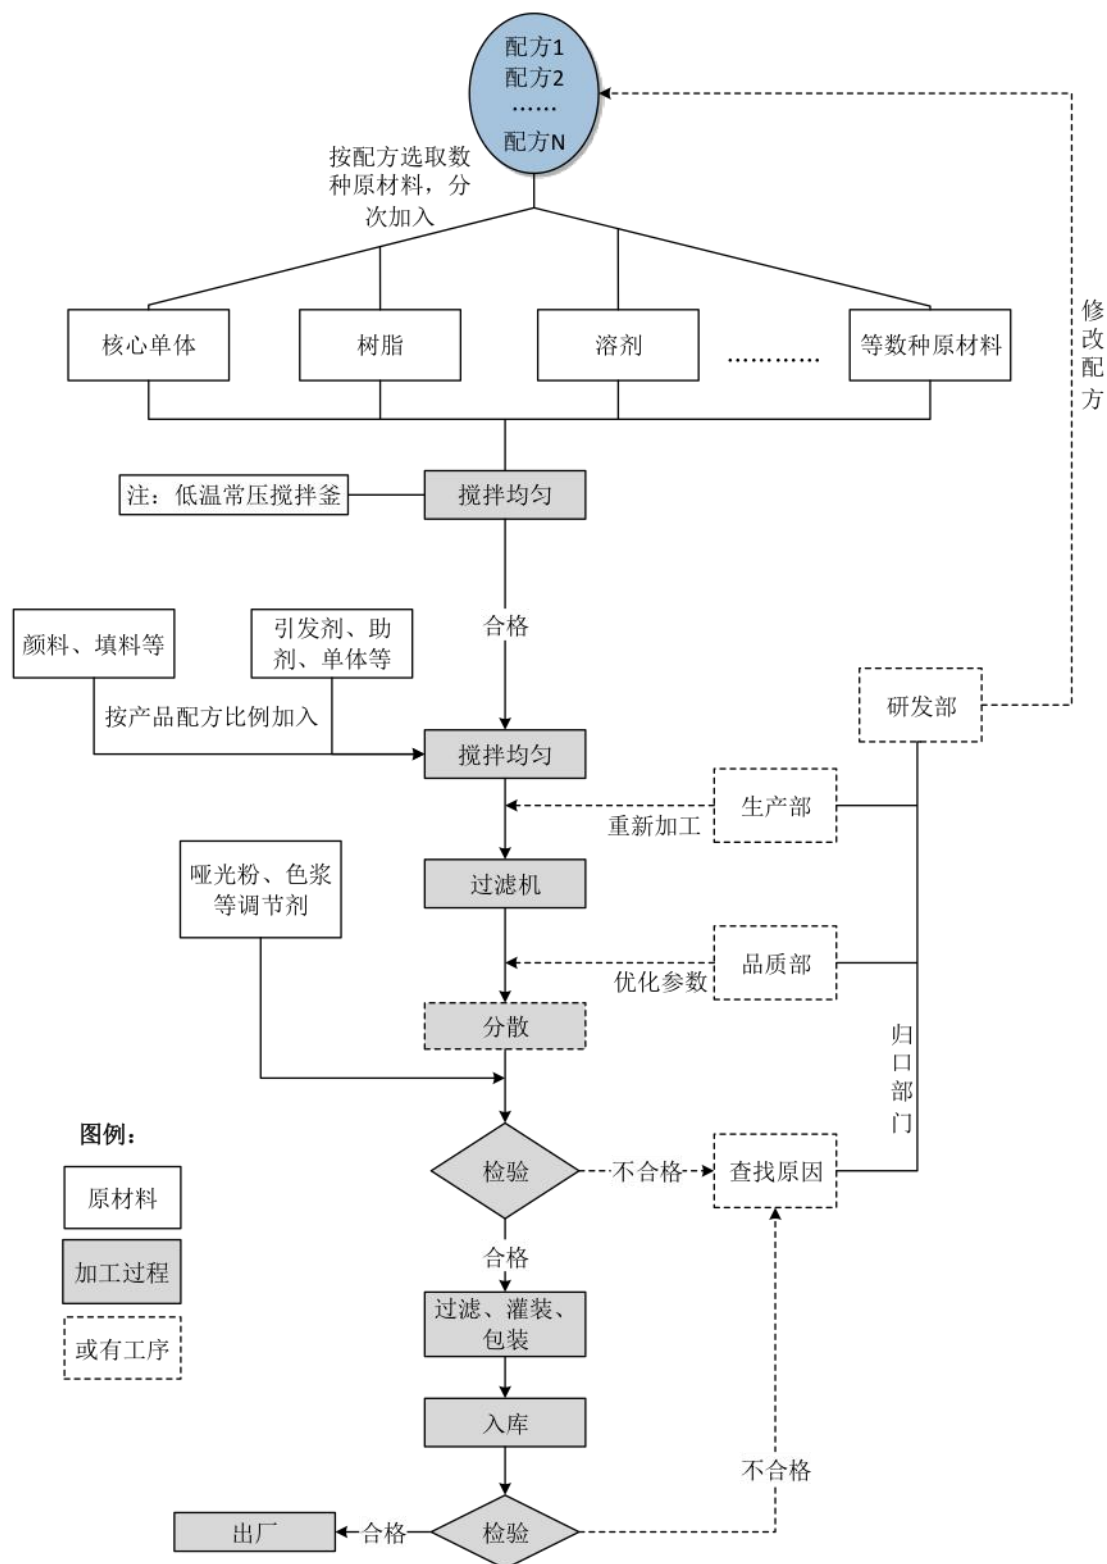 配方1
配方2
……
配方N
按配方选取数
种原材料，分
次加入
核心单体
树脂
溶剂
…………
等数种原材料
修
改
配
方
注：低温常压搅拌釜
搅拌均匀
合格
颜料、填料等
引发剂、助
剂、单体等
按产品配方比例加入
搅拌均匀
研发部
生产部
重新加工
哑光粉、色浆
等调节剂
过滤机
品质部
优化参数
分散
归
口
部
门
图例：
检验
不合格
查找原因
原材料
合格
加工过程
过滤、灌装、
包装
或有工序
入库
不合格
出厂
合格
检验